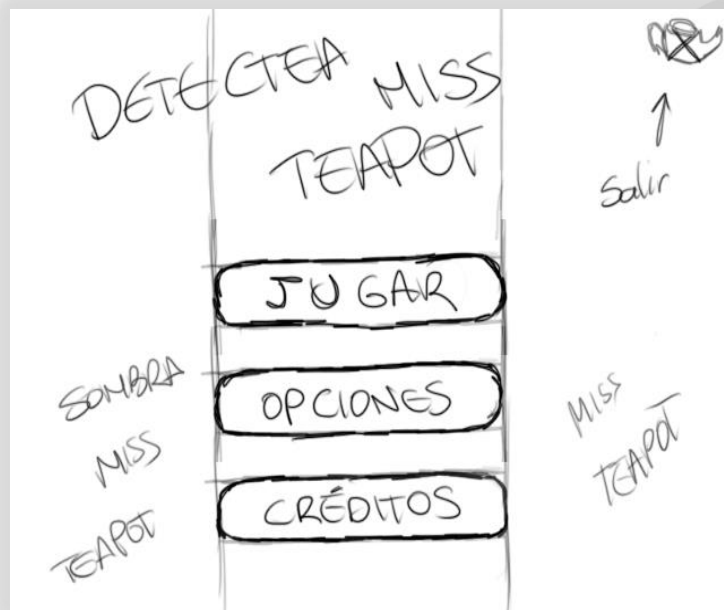 DETECTEA MISS
TEAPOT
Salir
JUGAR
OPCIONES
CRÉDITOS
SOMBRA
MISS
TEAPOT
MISS
TEAPOT